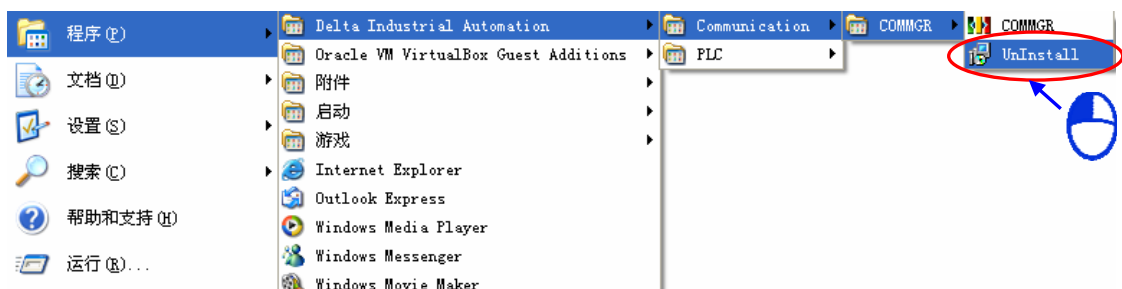 程序(P)
文档(D)
设置(S)
搜索(C)
帮助和支持(H)
运行(R)...
Delta Industrial Automation
Oracle VM VirtualBox Guest Additions
附件
启动
游戏
Internet Explorer
Outlook Express
Windows Media Player
Windows Messenger
Windows Movie Maker
Communication
PLC
COMMGR
COMMGR
UnInstall